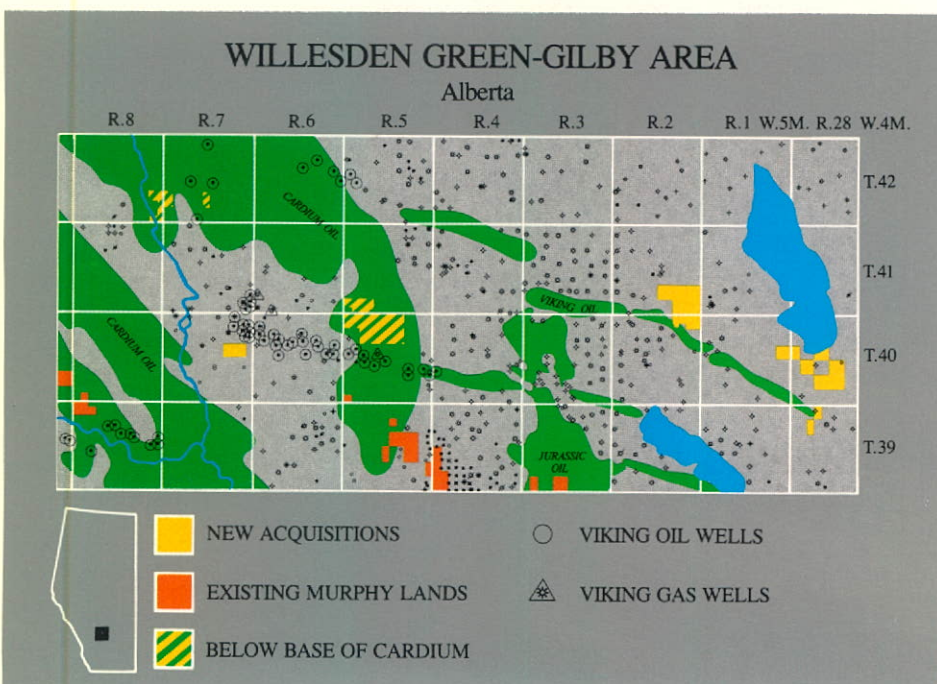 WILLESDEN GREEN-GILBY AREA
Alberta
R.8 R.7 R.6 R.5 R.4 R.3 R.2 R.1 W.5M. R.28 W.4M.
T.42
CARDIUM OIL
T.41
VIKING OIL
CARDIUM OIL
T.40
T.39
JURASSIC
OIL
NEW ACQUISITIONS
VIKING OIL WELLS
EXISTING MURPHY LANDS
VIKING GAS WELLS
BELOW BASE OF CARDIUM